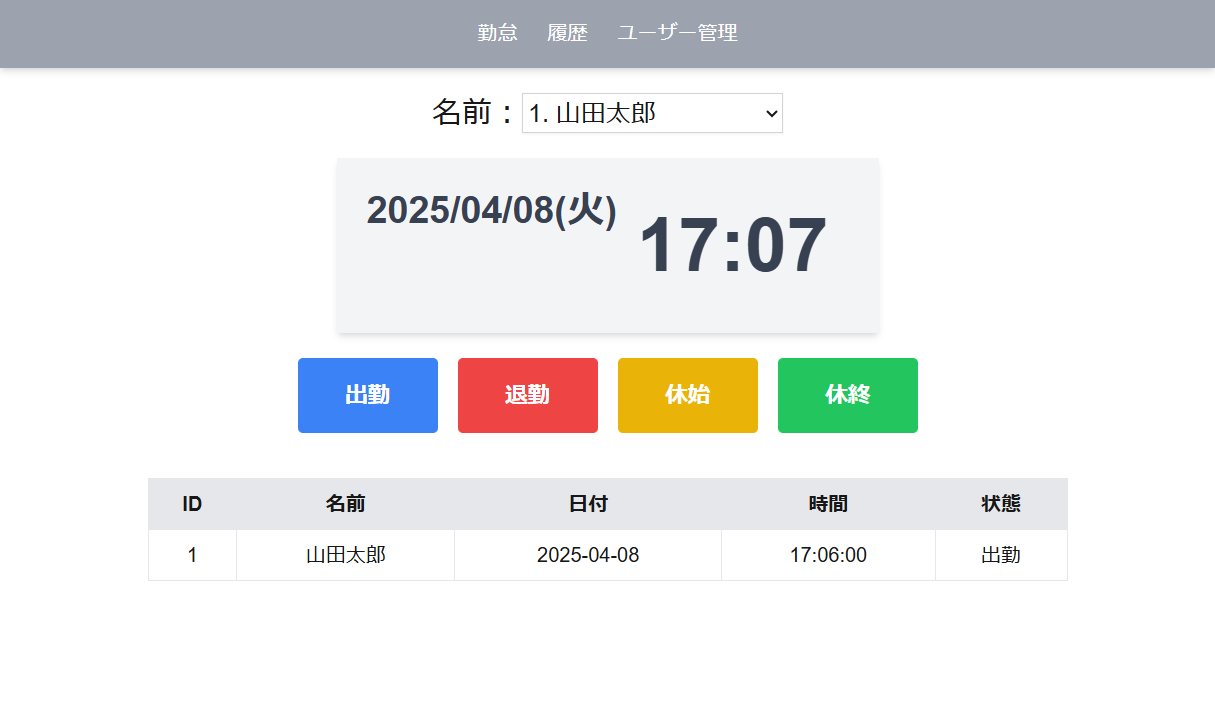 勤怠 履歴 ユーザー管理
名前：1. 山田太郎
2025/04/08(火) 17:07
出勤 退勤 休始 休終
ID 名前 日付 時間 状態
1 山田太郎 2025-04-08 17:06:00 出勤